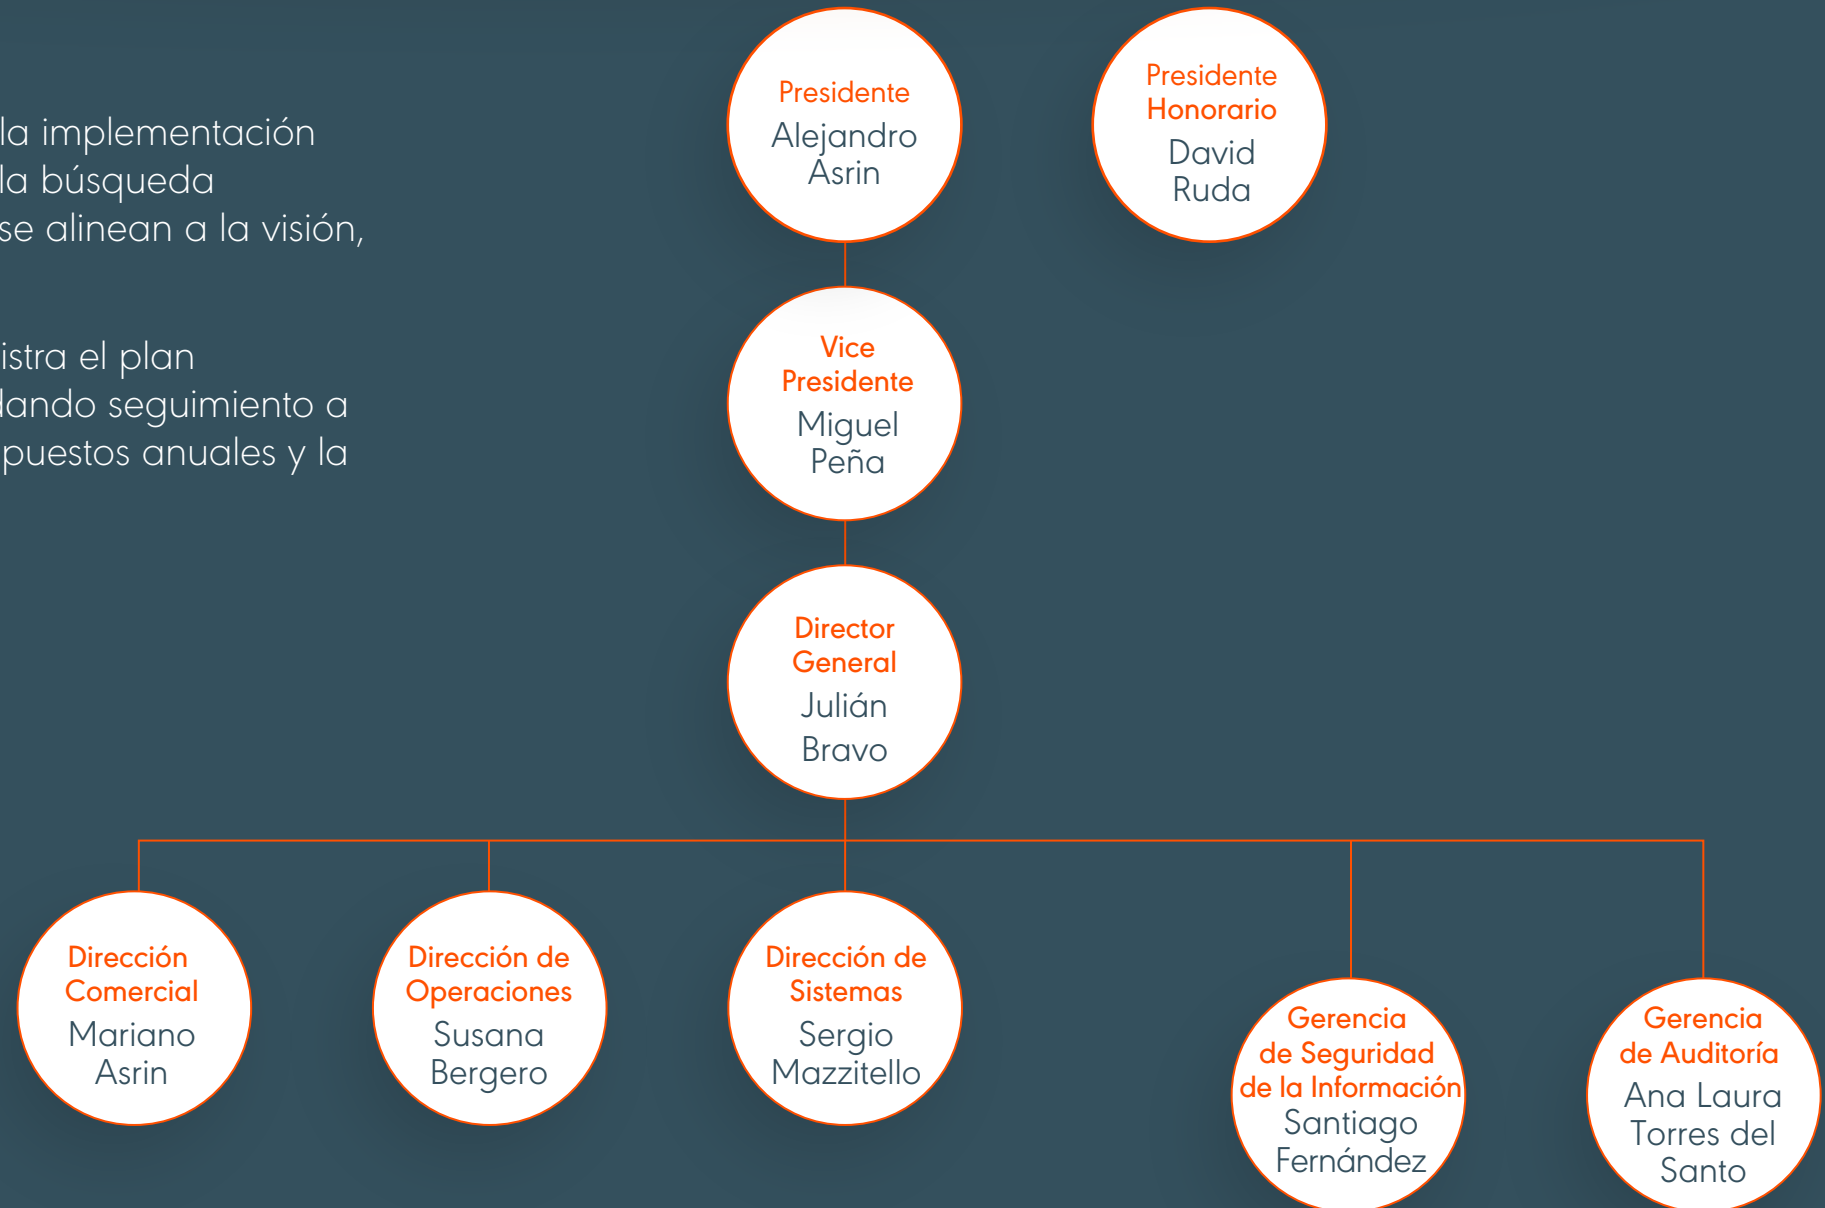 la implementación
la búsqueda
se alinean a la visión,
istra el plan
dando seguimiento a
puestos anuales y la
Presidente
Alejandro
Asrin
Presidente
Honorario
David
Ruda
Vice
Presidente
Miguel
Peña
Director
General
Julián
Bravo
Dirección
Comercial
Mariano
Asrin
Dirección de
Operaciones
Susana
Bergero
Dirección de
Sistemas
Sergio
Mazzitello
Gerencia
de Seguridad
de la Información
Santiago
Fernández
Gerencia
de Auditoría
Ana Laura
Torres del
Santo